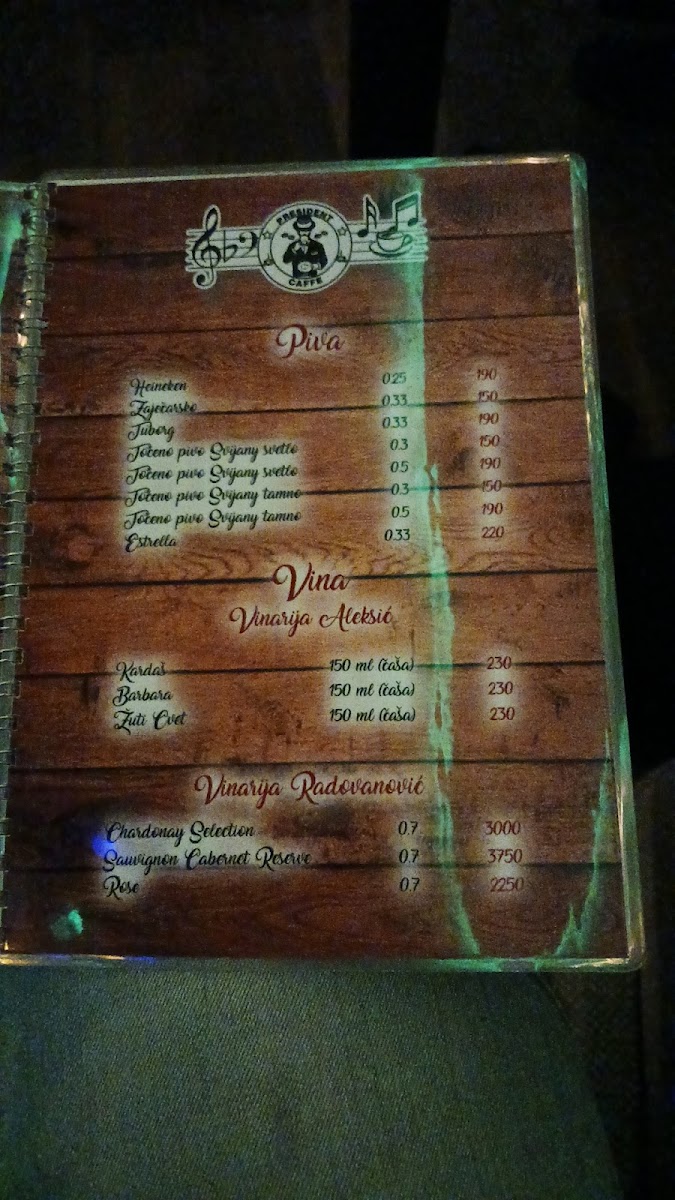 PRESIDENT
CAFFE
Piva
Heineken 0.25 190
Zaječarsko 0.33 150
Tuborg 0.33 190
Točeno pivo Svijany svetlo 0.3 150
Točeno pivo Svijany svetlo 0.5 190
Točeno pivo Svijany tamno 0.3 150
Točeno pivo Svijany tamno 0.5 190
Estrella 0.33 220
Vina
Vinarija Aleksić
Kardaš 150 ml (čaša) 230
Barbara 150 ml (čaša) 230
Žuti Cvet 150 ml (čaša) 230
Vinarija Radovanović
Chardonay Selection 0.7 3000
Sauvignon Cabernet Reserve 0.7 3750
Rose 0.7 2250